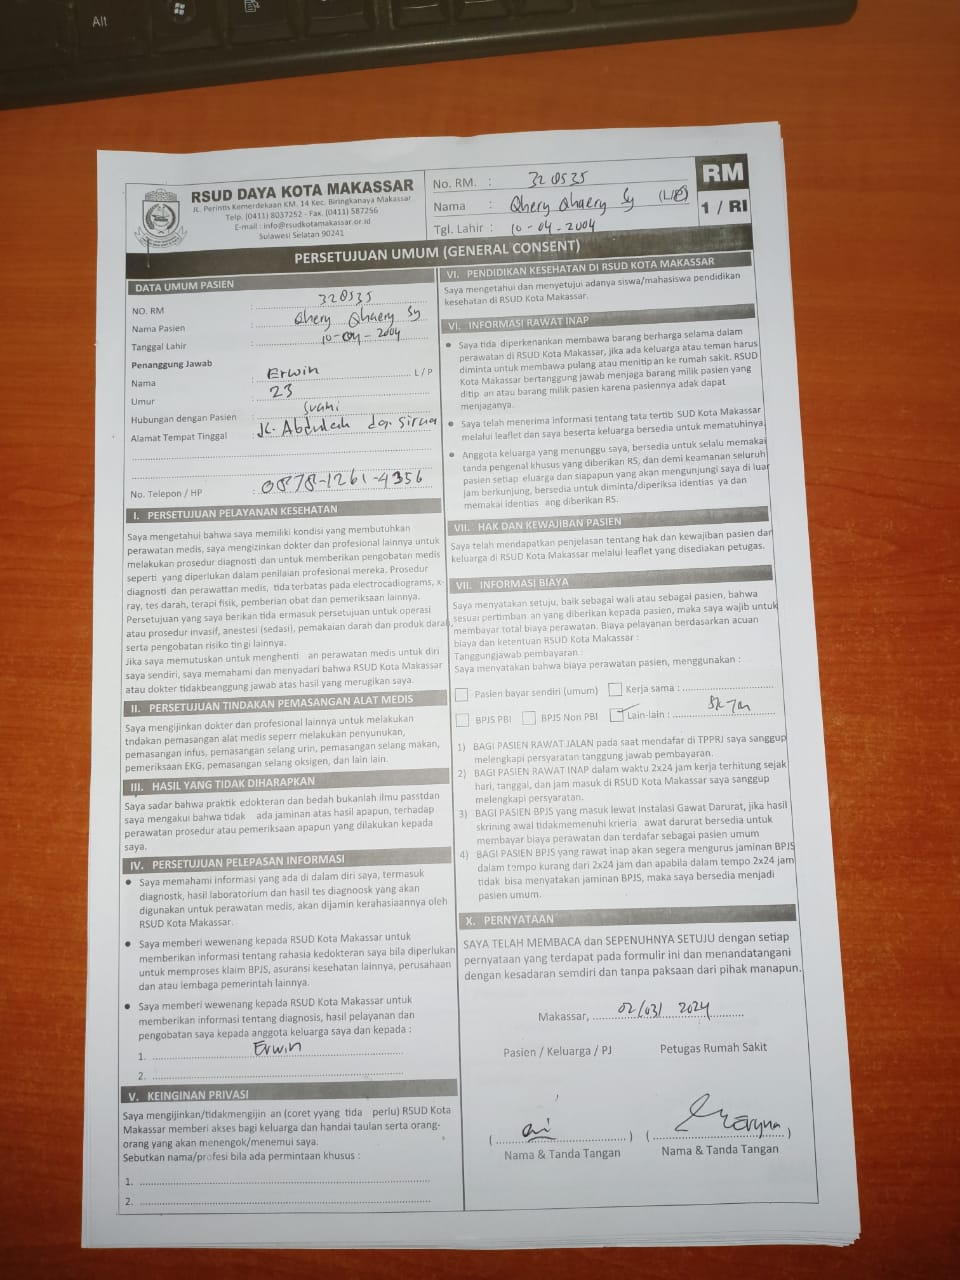 Alt
RSUD DAYA KOTA MAKASSAR
JL. Perintis Kemerdekaan KM, 14 Kec. Biringkanaya Makassar
Telp. (0411) 8037252 - Fax. (0411) 587256
E-mail : info@rsudkotamakassar.or.id
Sulawesi Selatan 90241
No. RM. : 328535
Nama : Qhery Qhaery Sy (L/P)
Tgl. Lahir : 10-04-2004
RM
1 / RI
PERSETUJUAN UMUM (GENERAL CONSENT)
DATA UMUM PASIEN
NO. RM : 328535
Nama Pasien : Qhery Qhaery Sy
Tanggal Lahir : 10-04-2004
Penanggung Jawab
Nama : Erwin L / P
Umur : 23
Hubungan dengan Pasien : Suami
Alamat Tempat Tinggal : JL. Abdullah dg. Sirua
No. Telepon / HP : 0878-1261-4356
I. PERSETUJUAN PELAYANAN KESEHATAN
Saya mengetahui bahwa saya memiliki kondisi yang membutuhkan
perawatan medis, saya mengizinkan dokter dan profesional lainnya untuk
melakukan prosedur diagnosti dan untuk memberikan pengobatan medis
seperti yang diperlukan dalam penilaian profesional mereka. Prosedur
diagnosti dan perawattan medis, tida terbatas pada electrocadiograms, x-
ray, tes darah, terapi fisik, pemberian obat dan pemeriksaan lainnya.
Persetujuan yang saya berikan tida ermasuk persetujuan untuk operasi
atau prosedur invasif, anestesi (sedasi), pemakaian darah dan produk darah,
serta pengobatan risiko tin gi lainnya.
Jika saya memutuskan untuk menghenti an perawatan medis untuk diri
saya sendiri, saya memahami dan menyadari bahwa RSUD Kota Makassar
atau dokter tidakbeanggung jawab atas hasil yang merugikan saya.
II. PERSETUJUAN TINDAKAN PEMASANGAN ALAT MEDIS
Saya mengijinkan dokter dan profesional lainnya untuk melakukan
tndakan pemasangan alat medis seperr melakukan penyunukan,
pemasangan infus, pemasangan selang urin, pemasangan selang makan,
pemeriksaan EKG, pemasangan selang oksigen, dan lain lain.
III. HASIL YANG TIDAK DIHARAPKAN
Saya sadar bahwa praktik edokteran dan bedah bukanlah ilmu passtdan
saya mengakui bahwa tidak ada jaminan atas hasil apapun, terhadap
perawatan prosedur atau pemeriksaan apapun yang dilakukan kepada
saya.
IV. PERSETUJUAN PELEPASAN INFORMASI
• Saya memahami informasi yang ada di dalam diri saya, termasuk
diagnostk, hasil laboratorium dan hasil tes diagnoosk yang akan
digunakan untuk perawatan medis, akan dijamin kerahasiaannya oleh
RSUD Kota Makassar.
• Saya memberi wewenang kepada RSUD Kota Makassar untuk
memberikan informasi tentang rahasia kedokteran saya bila diperlukan
untuk memproses klaim BPJS, asuransi kesehatan lainnya, perusahaan
dan atau lembaga pemerintah lainnya.
• Saya memberi wewenang kepada RSUD Kota Makassar untuk
memberikan informasi tentang diagnosis, hasil pelayanan dan
pengobatan saya kepada anggota keluarga saya dan kepada :
1. Erwin
2.
V. KEINGINAN PRIVASI
Saya mengijinkan/tidakmengijin an (coret yyang tida perlu) RSUD Kota
Makassar memberi akses bagi keluarga dan handai taulan serta orang-
orang yang akan menengok/menemui saya.
Sebutkan nama/profesi bila ada permintaan khusus :
1.
2.
VI. PENDIDIKAN KESEHATAN DI RSUD KOTA MAKASSAR
Saya mengetahui dan menyetujui adanya siswa/mahasiswa pendidikan
kesehatan di RSUD Kota Makassar.
VI. INFORMASI RAWAT INAP
• Saya tida diperkenankan membawa barang berharga selama dalam
perawatan di RSUD Kota Makassar, jika ada keluarga atau teman harus
diminta untuk membawa pulang atau menitip an ke rumah sakit. RSUD
Kota Makassar bertanggung jawab menjaga barang milik pasien yang
ditip an atau barang milik pasien karena pasiennya adak dapat
menjaganya.
• Saya telah menerima informasi tentang tata tertib SUD Kota Makassar
melalui leaflet dan saya beserta keluarga bersedia untuk mematuhinya.
• Anggota keluarga yang menunggu saya, bersedia untuk selalu memakai
tanda pengenal khusus yang diberikan RS, dan demi keamanan seluruh
pasien setiap eluarga dan siapapun yang akan mengunjungi saya di luar
jam berkunjung, bersedia untuk diminta/diperiksa identias ya dan
memakai identias ang diberikan RS.
VII. HAK DAN KEWAJIBAN PASIEN
Saya telah mendapatkan penjelasan tentang hak dan kewajiban pasien dan
keluarga di RSUD Kota Makassar melalui leaflet yang disediakan petugas.
VII. INFORMASI BIAYA
Saya menyatakan setuju, baik sebagai wali atau sebagai pasien, bahwa
sesuai pertimban an yang diberikan kepada pasien, maka saya wajib untuk
membayar total biaya perawatan. Biaya pelayanan berdasarkan acuan
biaya dan ketentuan RSUD Kota Makassar :
Tanggungjawab pembayaran :
Saya menyatakan bahwa biaya perawatan pasien, menggunakan :
Pasien bayar sendiri (umum) Kerja sama :
BPJS PBI BPJS Non PBI Lain-lain :
1) BAGI PASIEN RAWAT JALAN pada saat mendafar di TPPRJ saya sanggup
melengkapi persyaratan tanggung jawab pembayaran.
2) BAGI PASIEN RAWAT INAP dalam waktu 2x24 jam kerja terhitung sejak
hari, tanggal, dan jam masuk di RSUD Kota Makassar saya sanggup
melengkapi persyaratan.
3) BAGI PASIEN BPJS yang masuk lewat Instalasi Gawat Darurat, jika hasil
skrining awal tidakmemenuhi krieria awat darurat bersedia untuk
membayar biaya perawatan dan terdafar sebagai pasien umum
4) BAGI PASIEN BPJS yang rawat inap akan segera mengurus jaminan BPJS
dalam tempo kurang dari 2x24 jam dan apabila dalam tempo 2x24 jam
tidak bisa menyatakan jaminan BPJS, maka saya bersedia menjadi
pasien umum.
X. PERNYATAAN
SAYA TELAH MEMBACA dan SEPENUHNYA SETUJU dengan setiap
pernyataan yang terdapat pada formulir ini dan menandatangani
dengan kesadaran semdiri dan tanpa paksaan dari pihak manapun.
Makassar, 02/03/ 2024
Pasien / Keluarga / PJ Petugas Rumah Sakit
( ) ( )
Nama & Tanda Tangan Nama & Tanda Tangan